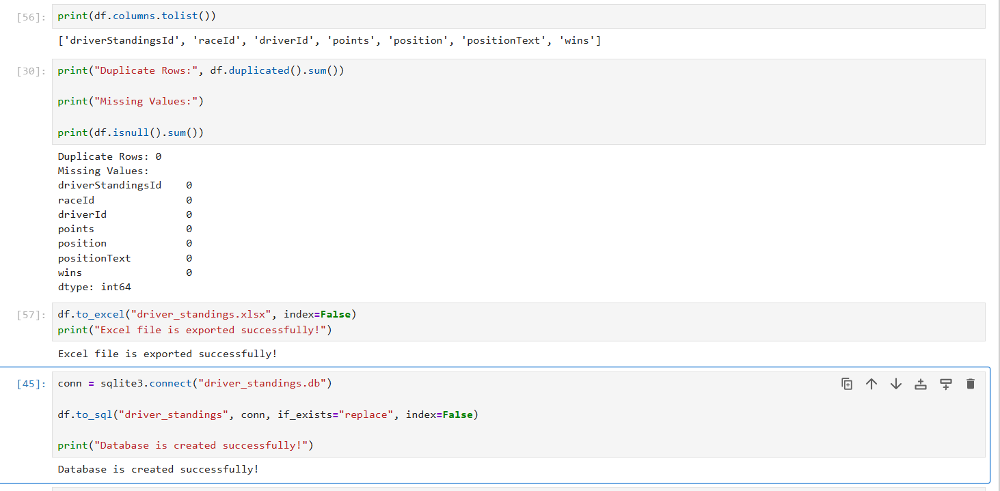 [56]: print(df.columns.tolist())
['driverStandingsId', 'raceId', 'driverId', 'points', 'position', 'positionText', 'wins']
[30]: print("Duplicate Rows:", df.duplicated().sum())
print("Missing Values:")
print(df.isnull().sum())
Duplicate Rows: 0
Missing Values:
driverStandingsId    0
raceId               0
driverId             0
points               0
position             0
positionText         0
wins                 0
dtype: int64
[57]: df.to_excel("driver_standings.xlsx", index=False)
print("Excel file is exported successfully!")
Excel file is exported successfully!
[45]: conn = sqlite3.connect("driver_standings.db")
df.to_sql("driver_standings", conn, if_exists="replace", index=False)
print("Database is created successfully!")
Database is created successfully!